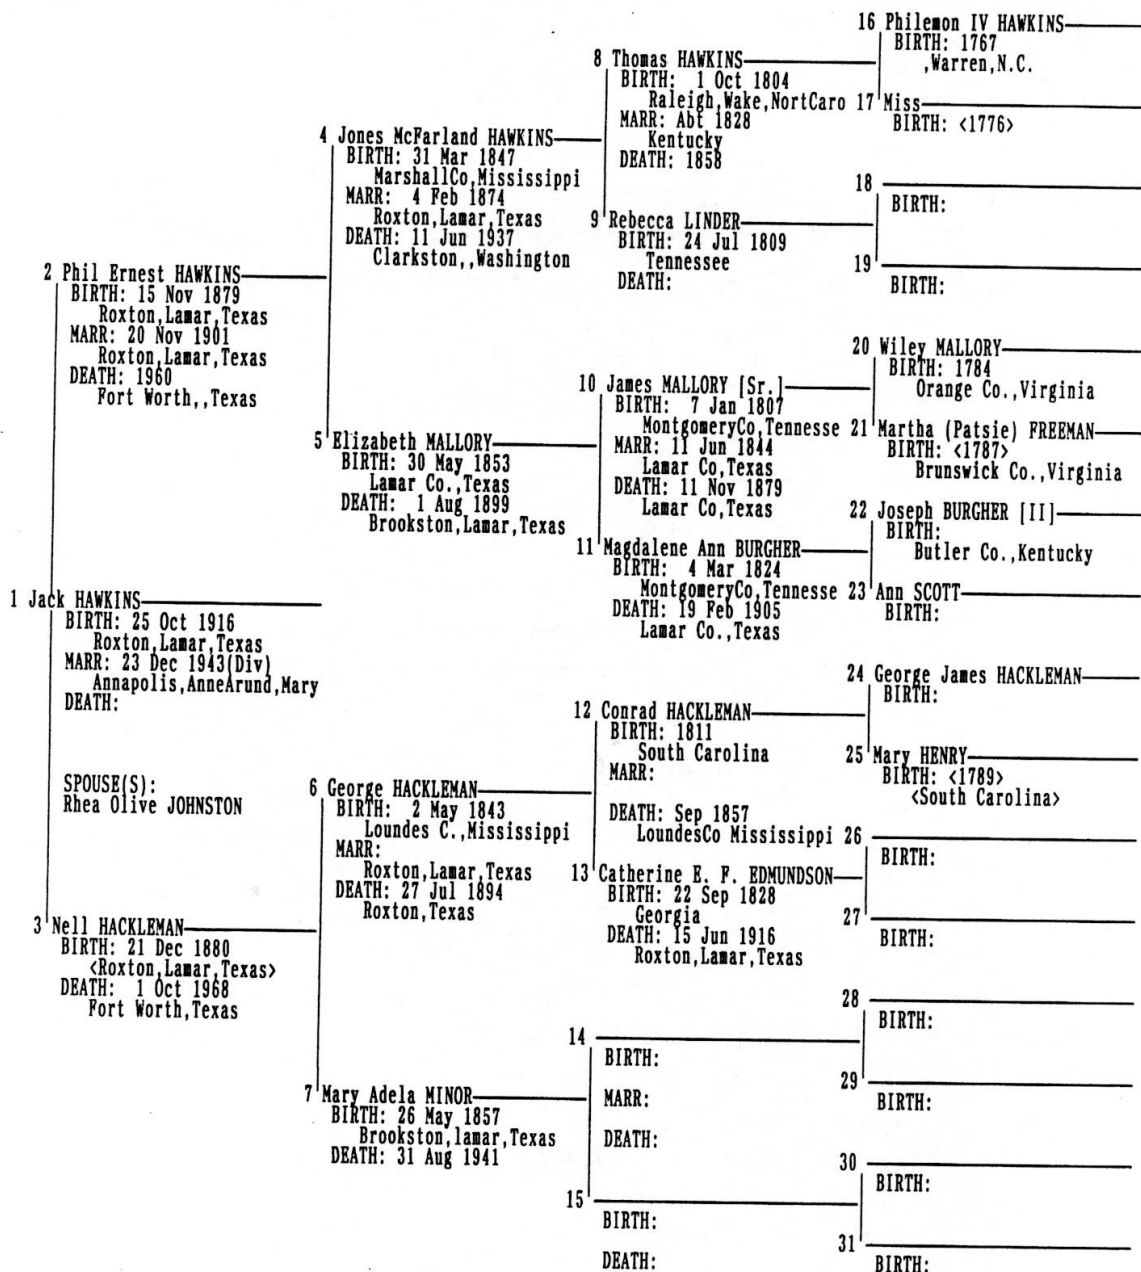 1 Jack HAWKINS
BIRTH: 25 Oct 1916
Roxton,Lamar,Texas
MARR: 23 Dec 1943(Div)
Annapolis,AnneArund,Mary
DEATH:
SPOUSE(S):
Rhea Olive JOHNSTON
2 Phil Ernest HAWKINS
BIRTH: 15 Nov 1879
Roxton,Lamar,Texas
MARR: 20 Nov 1901
Roxton,Lamar,Texas
DEATH: 1960
Fort Worth,,Texas
3 Nell HACKLEMAN
BIRTH: 21 Dec 1880
<Roxton,Lamar,Texas>
DEATH: 1 Oct 1968
Fort Worth,Texas
4 Jones McFarland HAWKINS
BIRTH: 31 Mar 1847
MarshallCo,Mississippi
MARR: 4 Feb 1874
Roxton,Lamar,Texas
DEATH: 11 Jun 1937
Clarkston,,Washington
5 Elizabeth MALLORY
BIRTH: 30 May 1853
Lamar Co.,Texas
DEATH: 1 Aug 1899
Brookston,Lamar,Texas
6 George HACKLEMAN
BIRTH: 2 May 1843
Loundes C.,Mississippi
MARR:
Roxton,Lamar,Texas
DEATH: 27 Jul 1894
Roxton,Texas
7 Mary Adela MINOR
BIRTH: 26 May 1857
Brookston,lamar,Texas
DEATH: 31 Aug 1941
8 Thomas HAWKINS
BIRTH: 1 Oct 1804
Raleigh,Wake,NortCaro
MARR: Abt 1828
Kentucky
DEATH: 1858
9 Rebecca LINDER
BIRTH: 24 Jul 1809
Tennessee
DEATH:
10 James MALLORY [Sr.]
BIRTH: 7 Jan 1807
MontgomeryCo,Tennesse
MARR: 11 Jun 1844
Lamar Co,Texas
DEATH: 11 Nov 1879
Lamar Co,Texas
11 Magdalene Ann BURGHER
BIRTH: 4 Mar 1824
MontgomeryCo,Tennesse
DEATH: 19 Feb 1905
Lamar Co.,Texas
12 Conrad HACKLEMAN
BIRTH: 1811
South Carolina
MARR:
DEATH: Sep 1857
LoundesCo Mississippi
13 Catherine E. F. EDMUNDSON
BIRTH: 22 Sep 1828
Georgia
DEATH: 15 Jun 1916
Roxton,Lamar,Texas
14
BIRTH:
MARR:
DEATH:
15
BIRTH:
DEATH:
16 Philemon IV HAWKINS
BIRTH: 1767
,Warren,N.C.
17 Miss
BIRTH: <1776>
18
BIRTH:
19
BIRTH:
20 Wiley MALLORY
BIRTH: 1784
Orange Co.,Virginia
21 Martha (Patsie) FREEMAN
BIRTH: <1787>
Brunswick Co.,Virginia
22 Joseph BURGHER [II]
BIRTH:
Butler Co.,Kentucky
23 Ann SCOTT
BIRTH:
24 George James HACKLEMAN
BIRTH:
25 Mary HENRY
BIRTH: <1789>
<South Carolina>
26
BIRTH:
27
BIRTH:
28
BIRTH:
29
BIRTH:
30
BIRTH:
31
BIRTH: